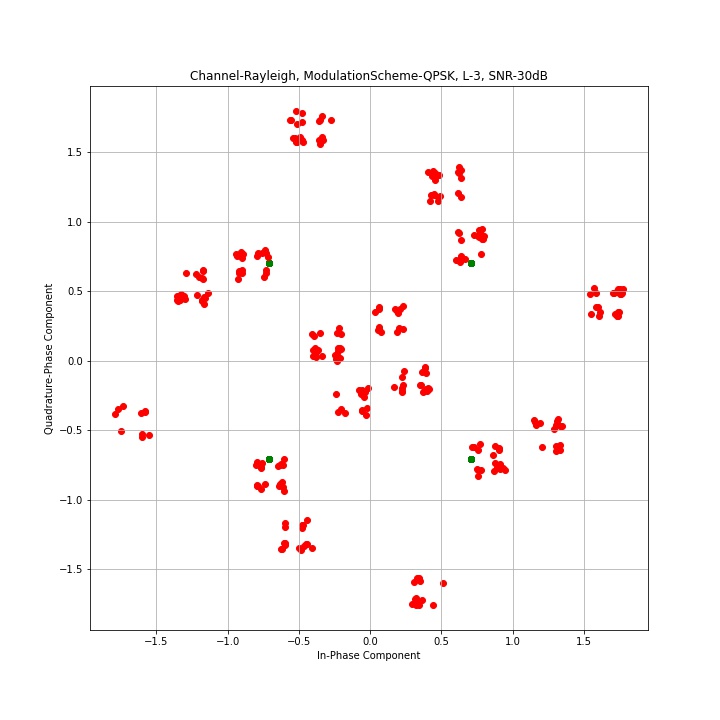 Channel-Rayleigh, ModulationScheme-QPSK, L-3, SNR-30dB
Quadrature-Phase Component
1.5
1.0
0.5
0.0
−0.5
−1.0
−1.5
−1.5 −1.0 −0.5 0.0 0.5 1.0 1.5
In-Phase Component